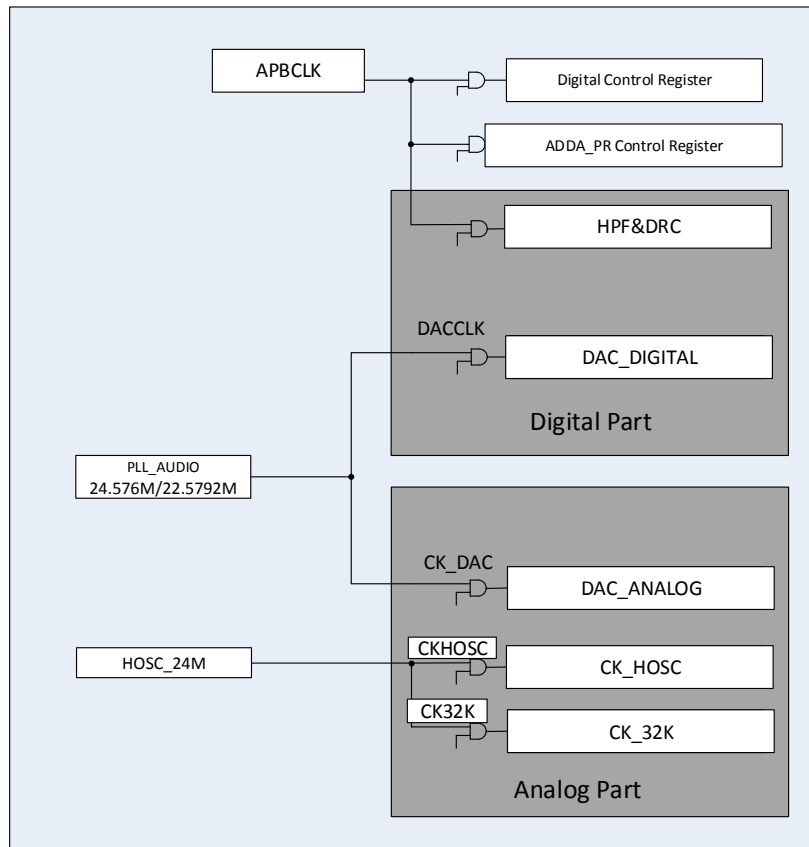 APBCLK
Digital Control Register
ADDA_PR Control Register
HPF&DRC
DACCLK
DAC_DIGITAL
Digital Part
PLL_AUDIO
24.576M/22.5792M
CK_DAC
DAC_ANALOG
HOSC_24M
CKHOSC
CK_HOSC
CK32K
CK_32K
Analog Part